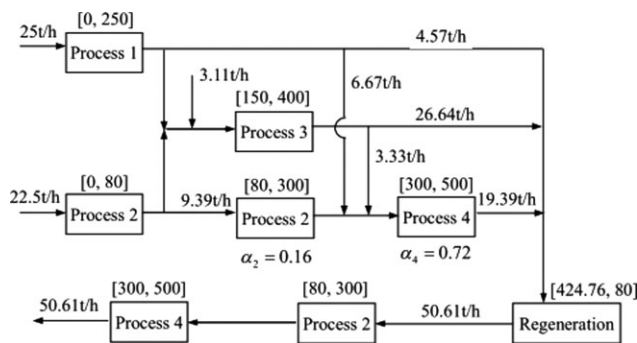 [0, 250]
25t/h
Process 1
4.57t/h
3.11t/h
6.67t/h
[150, 400]
Process 3
26.64t/h
3.33t/h
[0, 80]
22.5t/h
Process 2
9.39t/h
[80, 300]
Process 2
α₂ = 0.16
[300, 500]
Process 4
19.39t/h
α₄ = 0.72
[300, 500]
50.61t/h
Process 4
[80, 300]
Process 2
50.61t/h
[424.76, 80]
Regeneration